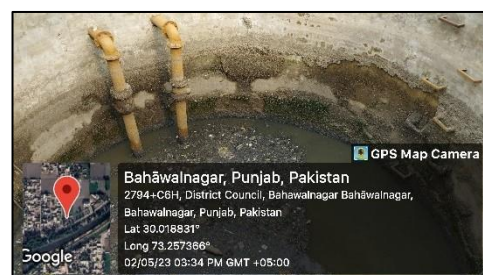 GPS Map Camera
Bahāwalnagar, Punjab, Pakistan
2794+C6H, District Council, Bahawalnagar Bahāwalnagar,
Bahawalnagar, Punjab, Pakistan
Lat 30.018831°
Long 73.257366°
02/05/23 03:34 PM GMT +05:00
Google